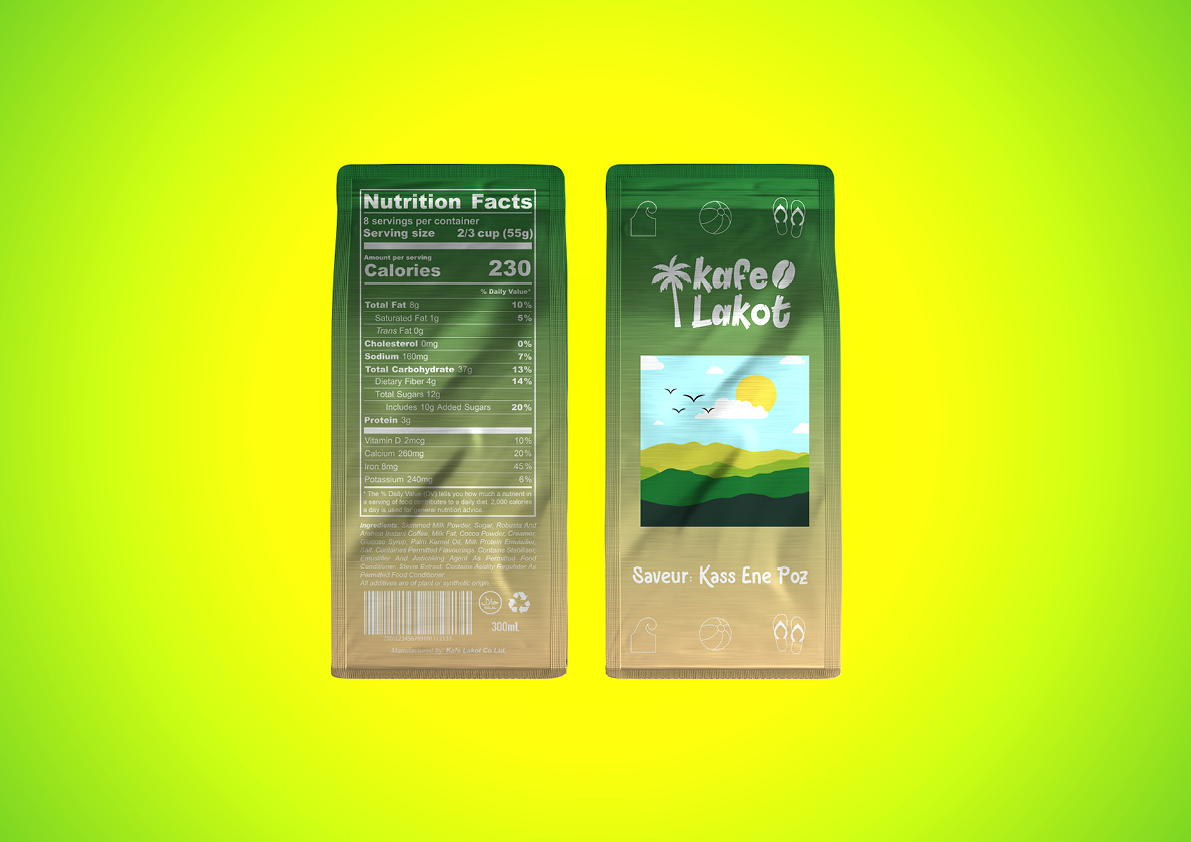 Nutrition Facts
8 servings per container
Serving size 2/3 cup (55g)
Amount per serving
Calories 230
% Daily Value*
Total Fat 8g 10%
Saturated Fat 1g 5%
Trans Fat 0g
Cholesterol 0mg 0%
Sodium 160mg 7%
Total Carbohydrate 37g 13%
Dietary Fiber 4g 14%
Total Sugars 12g
Includes 10g Added Sugars 20%
Protein 3g
Vitamin D 2mcg 10%
Calcium 260mg 20%
Iron 8mg 45%
Potassium 240mg 6%
* The % Daily Value (DV) tells you how much a nutrient in
a serving of food contributes to a daily diet. 2,000 calories
a day is used for general nutrition advice.
Ingredients: Skimmed Milk Powder, Sugar, Robusta And
Arabica Instant Coffee, Milk Fat, Cocoa Powder, Creamer,
Glucose Syrup, Palm Kernel Oil, Milk Protein Emulsifier,
Salt. Contains Permitted Flavourings. Contains Stabiliser,
Emulsifier And Anticaking Agent As Permitted Food
Conditioner. Stevia Extract. Contains Acidity Regulator As
Permitted Food Conditioner.
All additives are of plant or synthetic origin.
حلال
HALAL
300mL
Manufactured by: Kafe Lakot Co Ltd.
Kafe
Lakot
Saveur: Kass Ene Poz